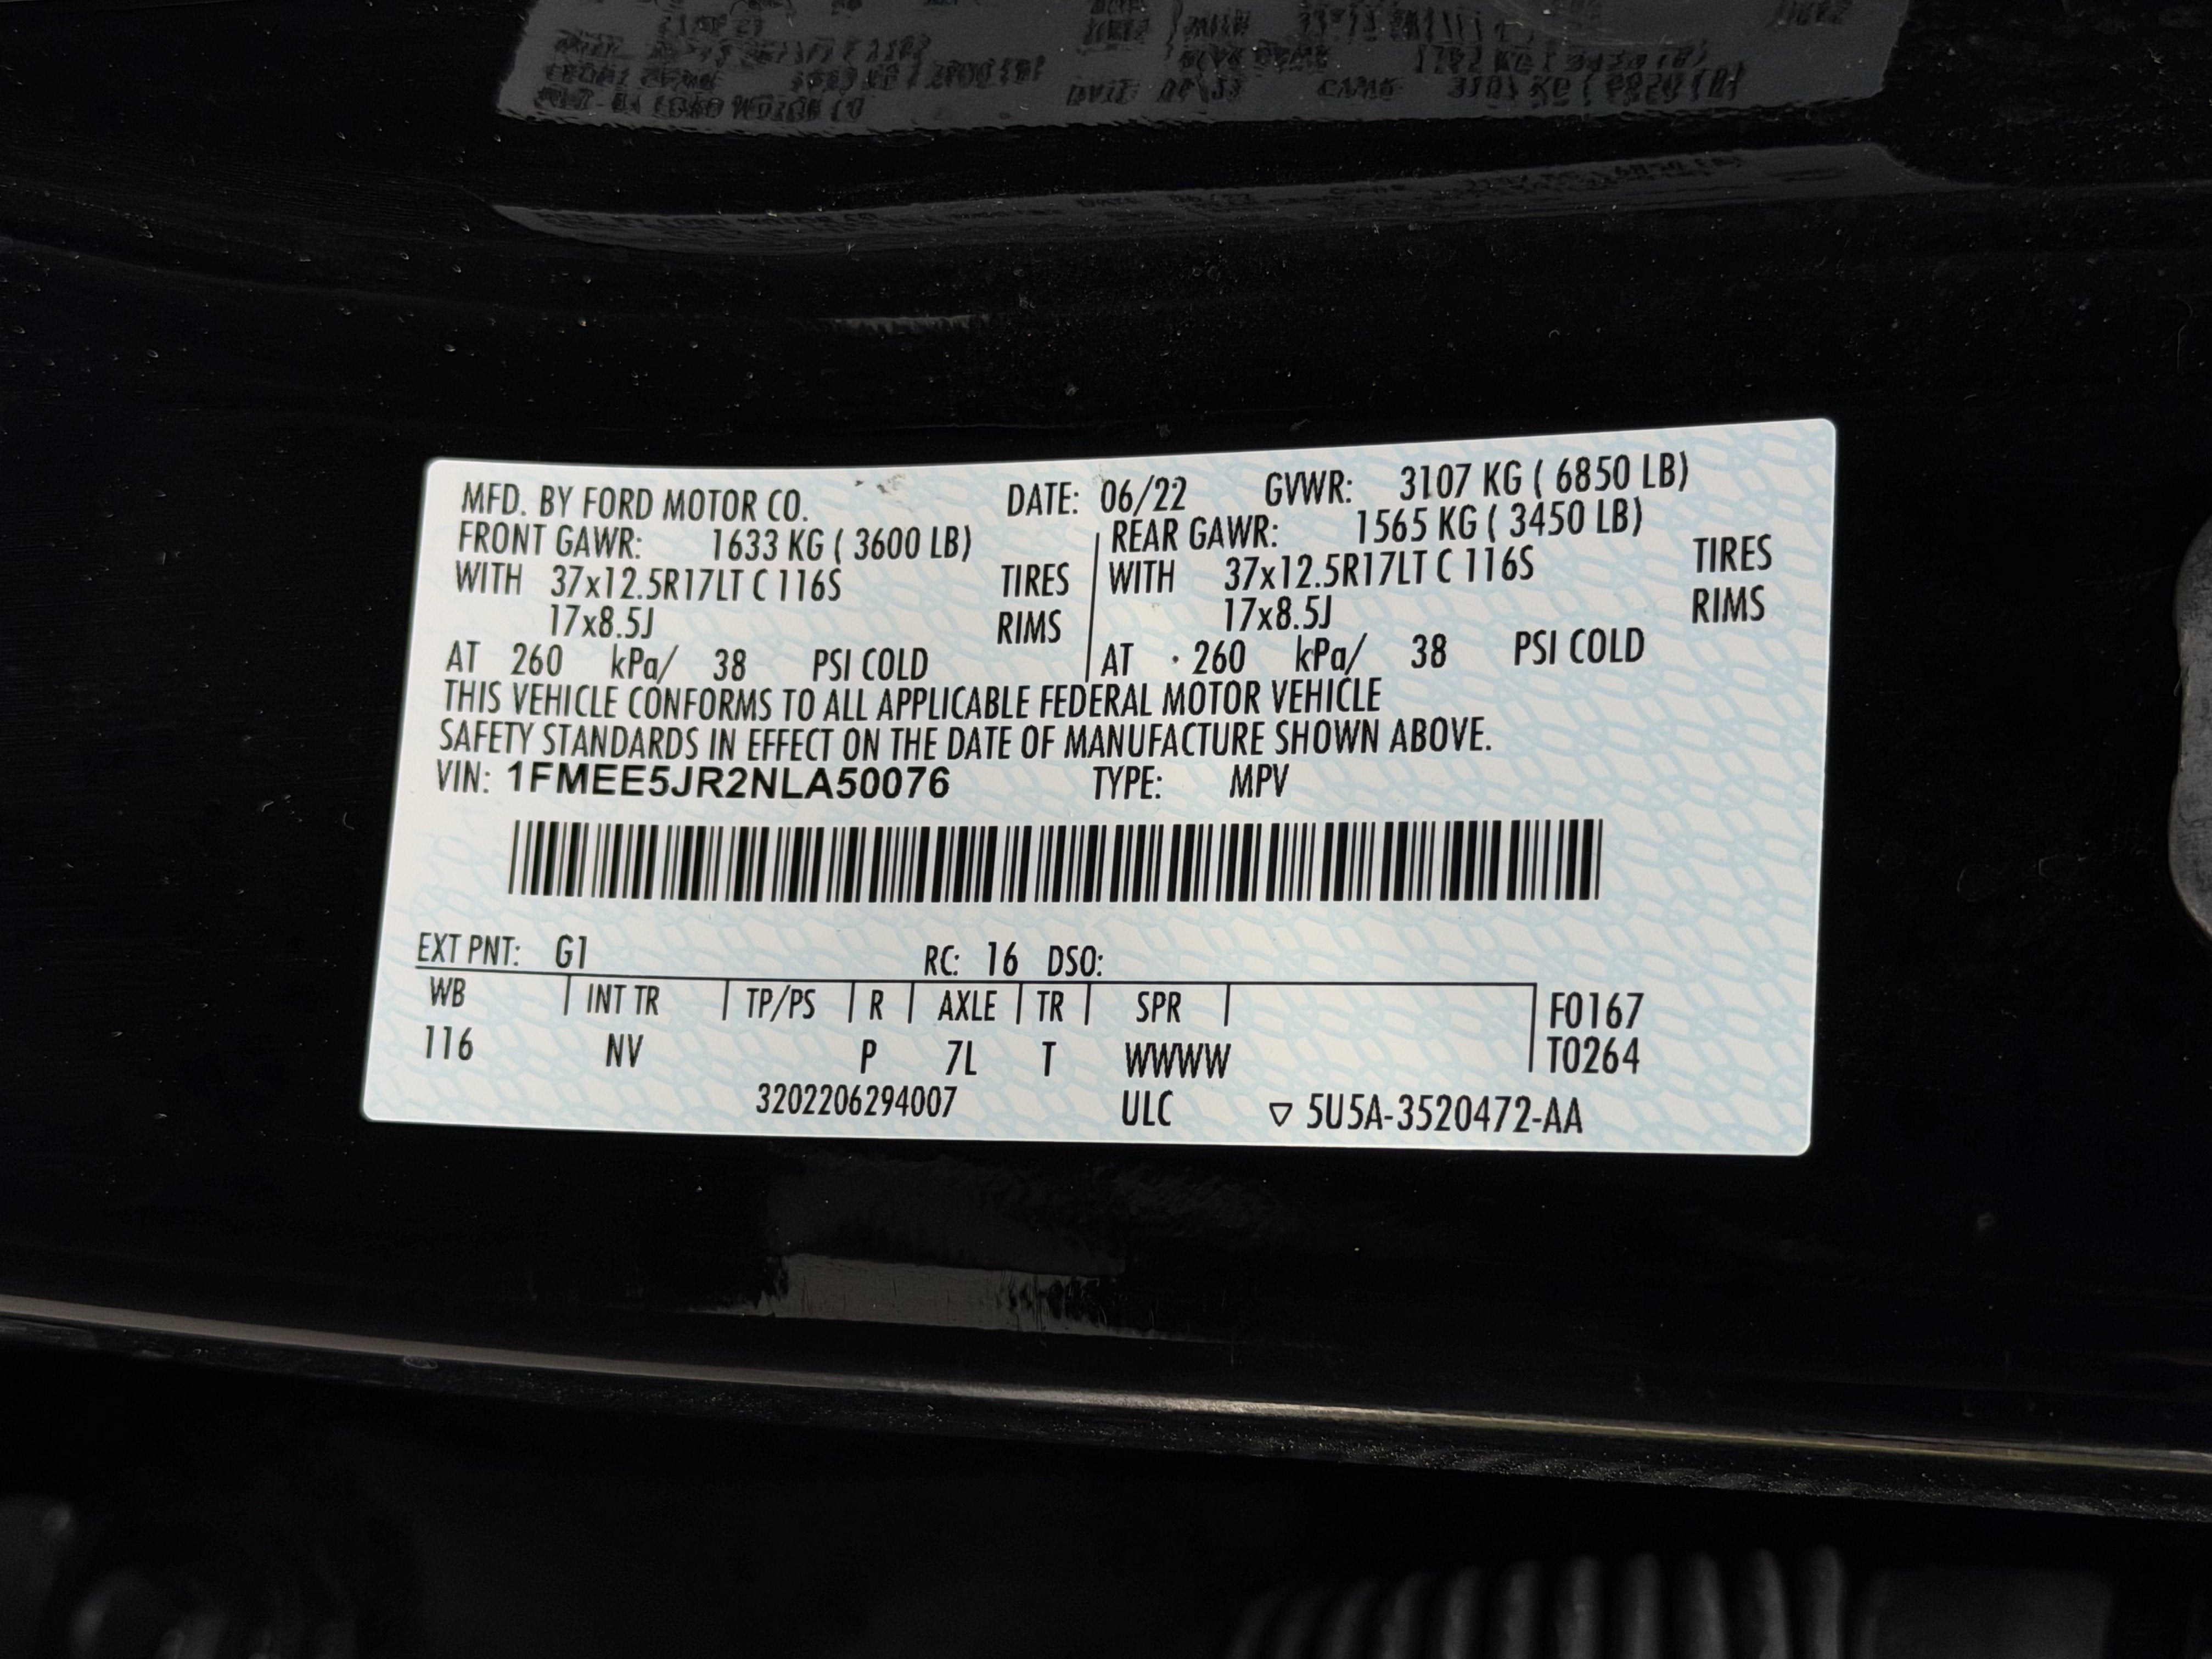 MFD. BY FORD MOTOR CO. DATE: 06/22 GVWR: 3107 KG ( 6850 LB)
FRONT GAWR: 1633 KG ( 3600 LB) REAR GAWR: 1565 KG ( 3450 LB)
WITH 37x12.5R17LT C 116S TIRES WITH 37x12.5R17LT C 116S TIRES
17x8.5J RIMS 17x8.5J RIMS
AT 260 kPa/ 38 PSI COLD AT 260 kPa/ 38 PSI COLD
THIS VEHICLE CONFORMS TO ALL APPLICABLE FEDERAL MOTOR VEHICLE
SAFETY STANDARDS IN EFFECT ON THE DATE OF MANUFACTURE SHOWN ABOVE.
VIN: 1FMEE5JR2NLA50076 TYPE: MPV
EXT PNT: G1 RC: 16 DSO:
WB INT TR TP/PS R AXLE TR SPR F0167
116 NV P 7L T WWWW T0264
3202206294007 ULC ▽ 5U5A-3520472-AA